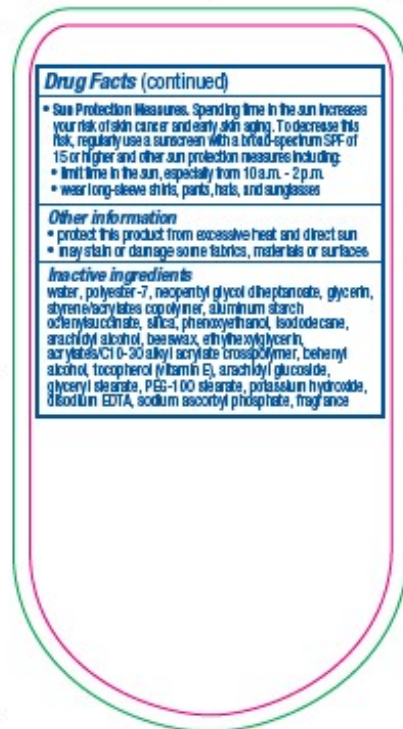 Drug Facts (continued)
• Sun Protection Measures. Spending time in the sun increases
your risk of skin cancer and early skin aging. To decrease this
risk, regularly use a sunscreen with a broad-spectrum SPF of
15 or higher and other sun protection measures including:
• limit time in the sun, especially from 10 a.m. - 2 p.m.
• wear long-sleeve shirts, pants, hats, and sunglasses
Other information
• protect this product from excessive heat and direct sun
• may stain or damage some fabrics, materials or surfaces
Inactive ingredients
water, polyester-7, neopentyl glycol diheptanoate, glycerin,
styrene/acrylates copolymer, aluminum starch
octenylsuccinate, silica, phenoxyethanol, isododecane,
arachidyl alcohol, beeswax, ethylhexylglycerin,
acrylates/C10-30 alkyl acrylate crosspolymer, behenyl
alcohol, tocopherol (vitamin E), arachidyl glucoside,
glyceryl stearate, PEG-100 stearate, potassium hydroxide,
disodium EDTA, sodium ascorbyl phosphate, fragrance